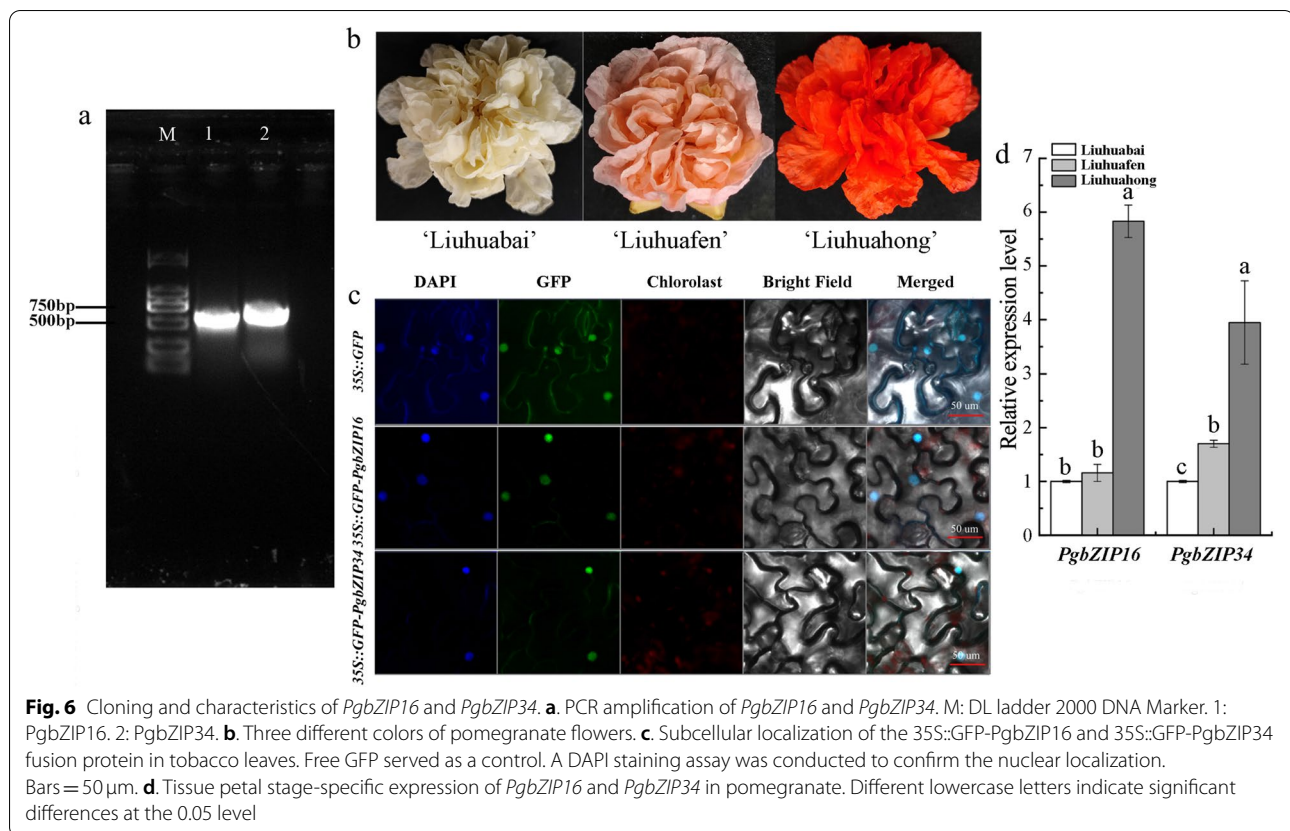 a
M 1 2
750bp
500bp
b
'Liuhuabai' 'Liuhuafen' 'Liuhuahong'
c
DAPI GFP Chlorolast Bright Field Merged
35S::GFP
50 um
35S::GFP-PgbZIP16
50 um
35S::GFP-PgbZIP34
50 um
d
Liuhuabai
Liuhuafen
Liuhuahong
Relative expression level
7
6
5
4
3
2
1
0
b b a
c b a
PgbZIP16 PgbZIP34
Fig. 6 Cloning and characteristics of PgbZIP16 and PgbZIP34. a. PCR amplification of PgbZIP16 and PgbZIP34. M: DL ladder 2000 DNA Marker. 1:
PgbZIP16. 2: PgbZIP34. b. Three different colors of pomegranate flowers. c. Subcellular localization of the 35S::GFP-PgbZIP16 and 35S::GFP-PgbZIP34
fusion protein in tobacco leaves. Free GFP served as a control. A DAPI staining assay was conducted to confirm the nuclear localization.
Bars = 50 μm. d. Tissue petal stage-specific expression of PgbZIP16 and PgbZIP34 in pomegranate. Different lowercase letters indicate significant
differences at the 0.05 level